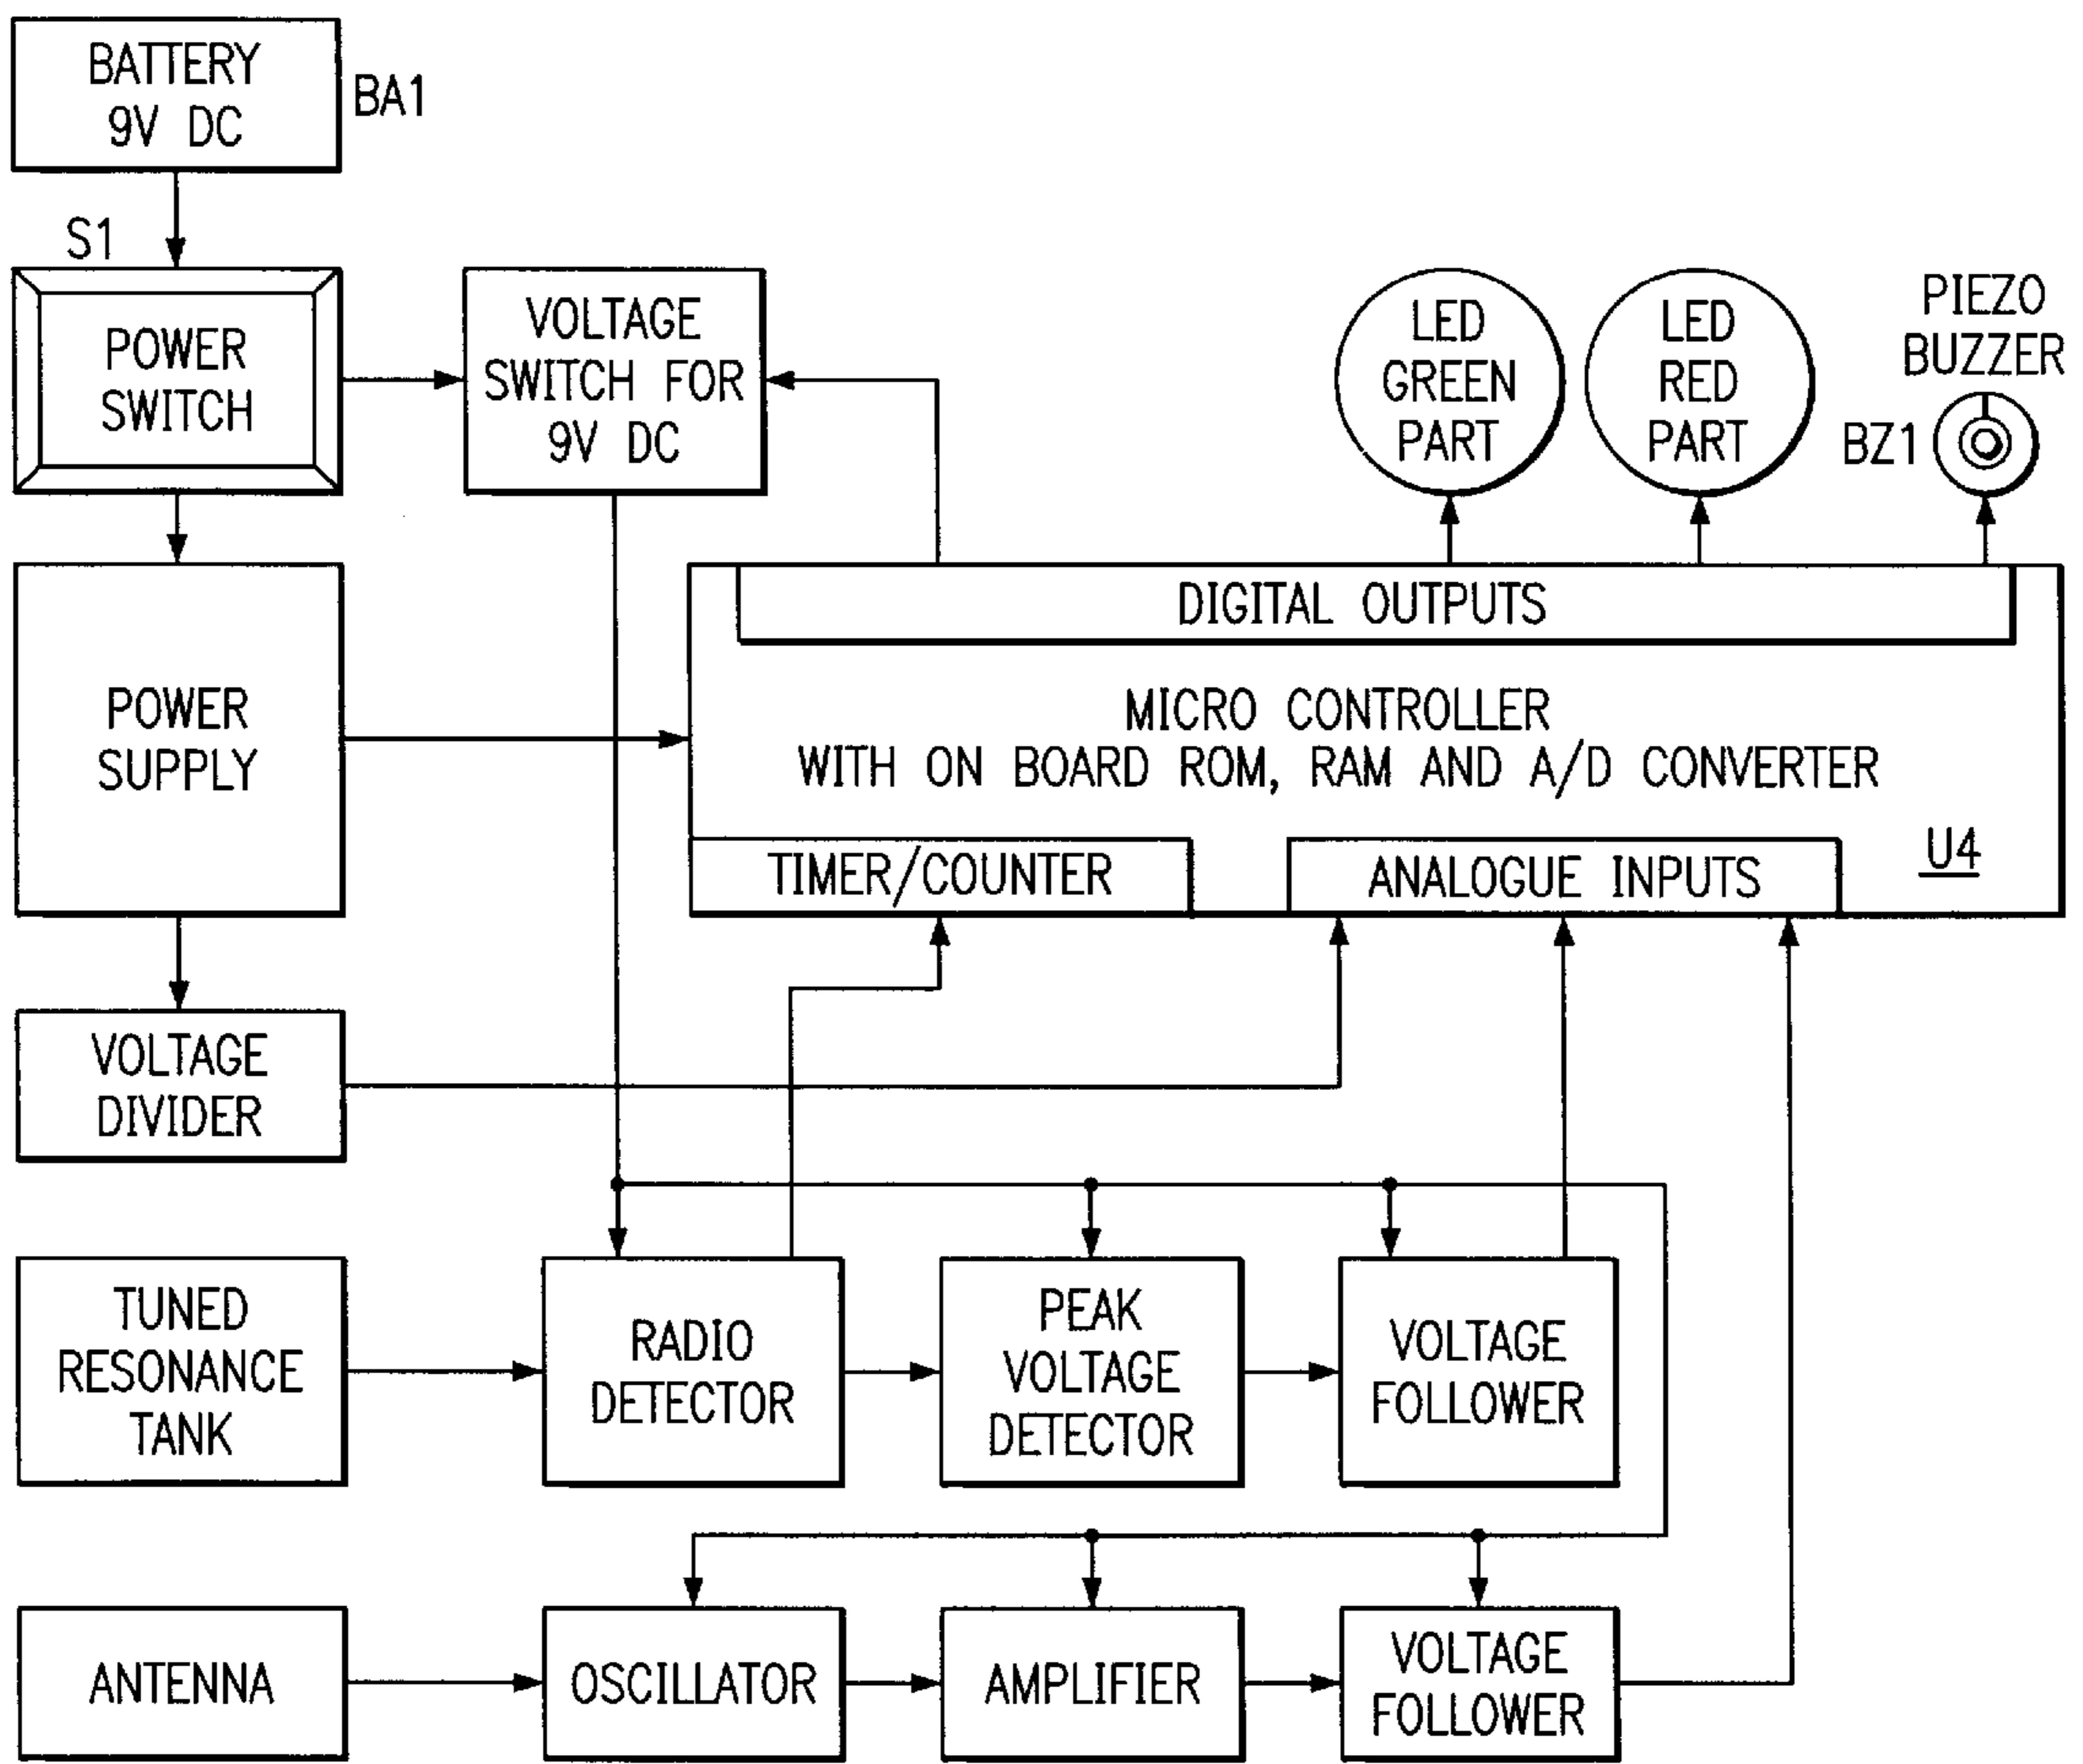 BATTERY
9V DC
BA1
S1
POWER
SWITCH
VOLTAGE
SWITCH FOR
9V DC
LED
GREEN
PART
LED
RED
PART
PIEZO
BUZZER
BZ1
DIGITAL OUTPUTS
POWER
SUPPLY
MICRO CONTROLLER
WITH ON BOARD ROM, RAM AND A/D CONVERTER
U4
TIMER/COUNTER
ANALOGUE INPUTS
VOLTAGE
DIVIDER
TUNED
RESONANCE
TANK
RADIO
DETECTOR
PEAK
VOLTAGE
DETECTOR
VOLTAGE
FOLLOWER
ANTENNA
OSCILLATOR
AMPLIFIER
VOLTAGE
FOLLOWER